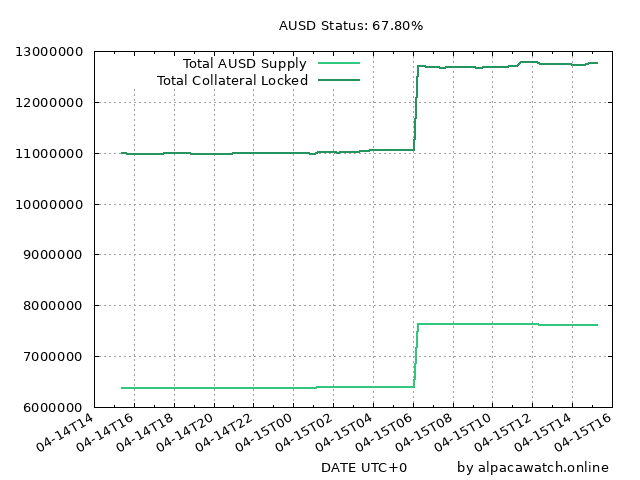 AUSD Status: 67.80%
13000000
12000000
11000000
10000000
9000000
8000000
7000000
6000000
Total AUSD Supply
Total Collateral Locked
04-14T14
04-14T16
04-14T18
04-14T20
04-14T22
04-15T00
04-15T02
04-15T04
04-15T06
04-15T08
04-15T10
04-15T12
04-15T14
04-15T16
DATE UTC+0
by alpacawatch.online